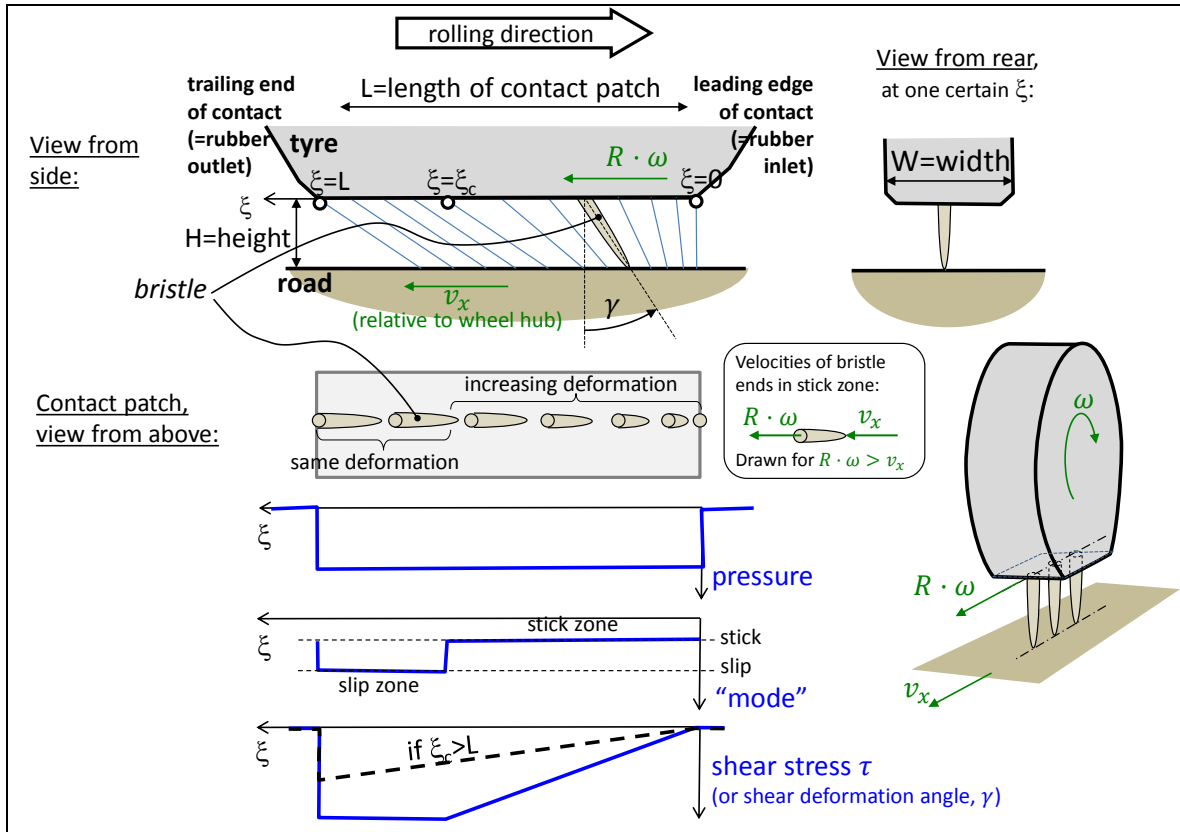 rolling direction
View from rear,
at one certain ξ:
trailing end
of contact
(=rubber
outlet)
L=length of contact patch
leading edge
of contact
(=rubber
inlet)
View from
side:
tyre
R · ω
W=width
ξ=L
ξ=ξc
ξ=0
ξ
H=height
bristle
road
vx
(relative to wheel hub)
γ
Contact patch,
view from above:
increasing deformation
same deformation
Velocities of bristle
ends in stick zone:
R · ω
vx
Drawn for R · ω > vx
ω
ξ
pressure
R · ω
stick zone
stick
ξ
slip
slip zone
"mode"
vx
ξ
if ξc>L
shear stress τ
(or shear deformation angle, γ)